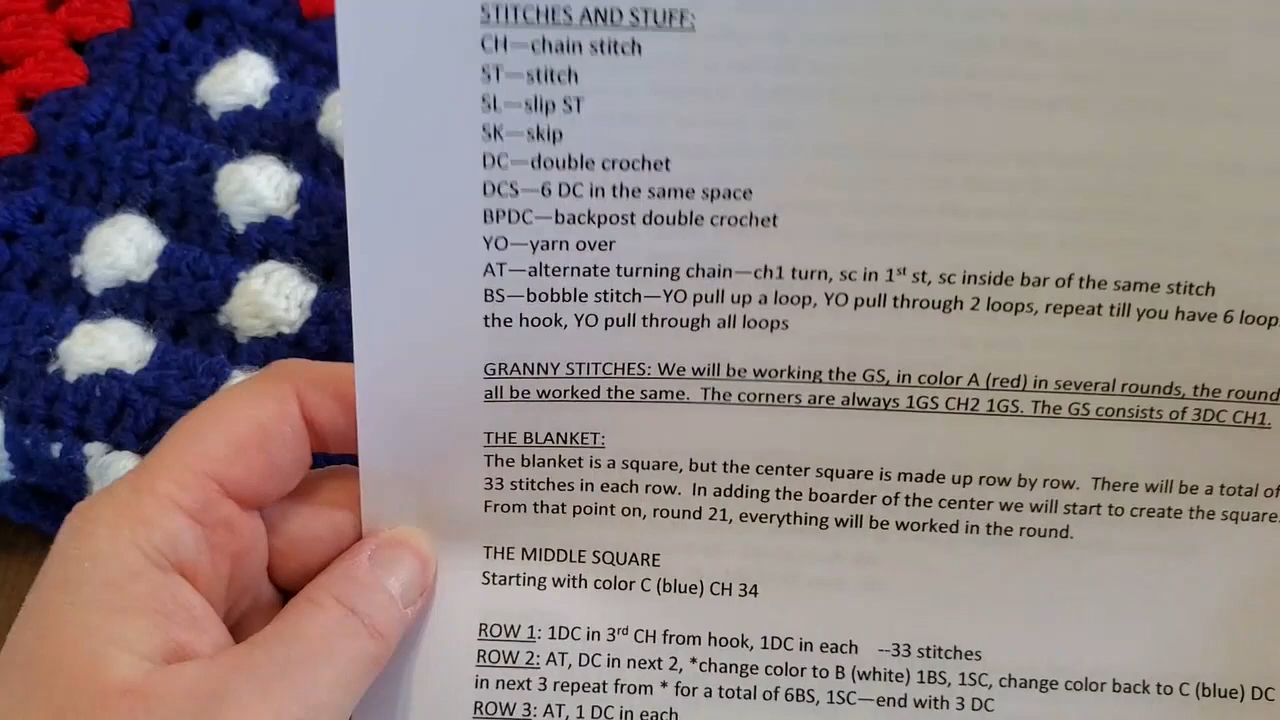 STITCHES AND STUFF:
CH—chain stitch
ST—stitch
SL—slip ST
SK—skip
DC—double crochet
DCS—6 DC in the same space
BPDC—backpost double crochet
YO—yarn over
AT—alternate turning chain—ch1 turn, sc in 1st st, sc inside bar of the same stitch
BS—bobble stitch—YO pull up a loop, YO pull through 2 loops, repeat till you have 6 loop
the hook, YO pull through all loops
GRANNY STITCHES: We will be working the GS, in color A (red) in several rounds, the round
all be worked the same. The corners are always 1GS CH2 1GS. The GS consists of 3DC CH1.
THE BLANKET:
The blanket is a square, but the center square is made up row by row. There will be a total of
33 stitches in each row. In adding the boarder of the center we will start to create the square.
From that point on, round 21, everything will be worked in the round.
THE MIDDLE SQUARE
Starting with color C (blue) CH 34
ROW 1: 1DC in 3rd CH from hook, 1DC in each --33 stitches
ROW 2: AT, DC in next 2, *change color to B (white) 1BS, 1SC, change color back to C (blue) DC
in next 3 repeat from * for a total of 6BS, 1SC—end with 3 DC
ROW 3: AT, 1 DC in each